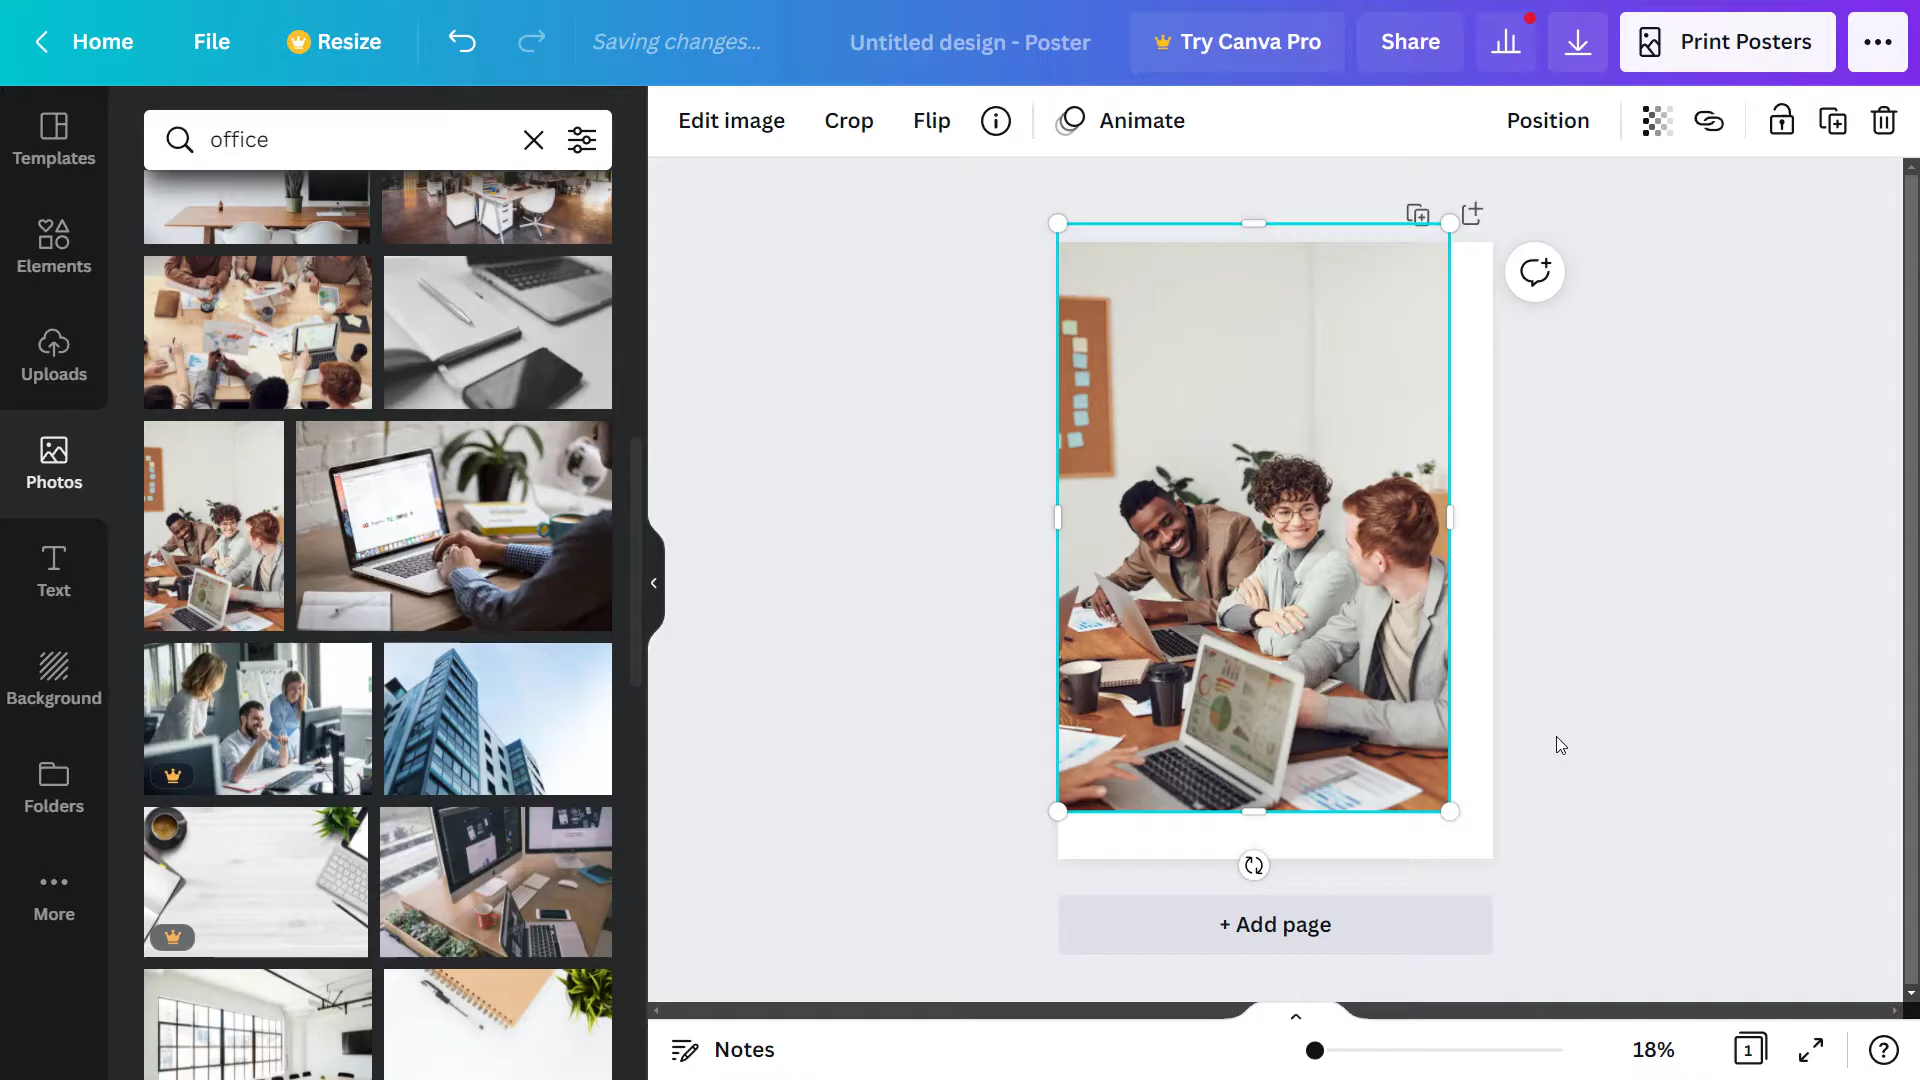 Home
File
Resize
Saving changes...
Untitled design - Poster
Try Canva Pro
Share
Print Posters
Templates
Elements
Uploads
Photos
Text
Background
Folders
More
office
Edit image
Crop
Flip
Animate
Position
+ Add page
Notes
18%
1